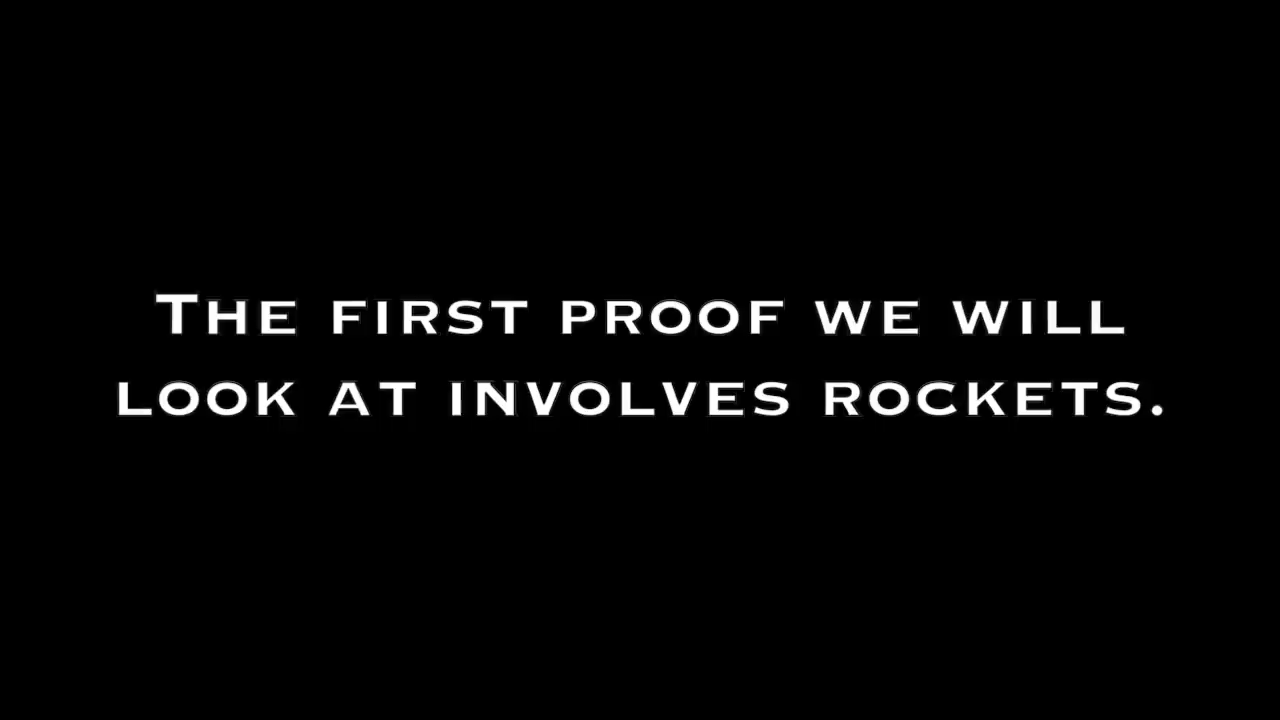 The first proof we will
look at involves rockets.